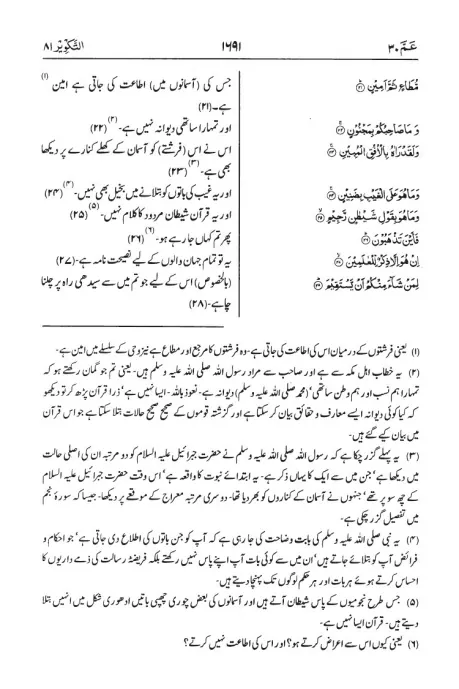 عَمَّ ۳۰
۱۶۹۱
التَّكْوِيْر ۸۱
مُّطَاعٍ ثَمَّ اَمِيْنٍ ۝
وَمَا صَاحِبُكُمْ بِمَجْنُوْنٍ ۝
وَلَقَدْ رَاٰهُ بِالْاُفُقِ الْمُبِيْنِ ۝
وَمَا هُوَ عَلَى الْغَيْبِ بِضَنِيْنٍ ۝
وَمَا هُوَ بِقَوْلِ شَيْطٰنٍ رَّجِيْمٍ ۝
فَاَيْنَ تَذْهَبُوْنَ ۝
اِنْ هُوَ اِلَّا ذِكْرٌ لِّلْعٰلَمِيْنَ ۝
لِمَنْ شَآءَ مِنْكُمْ اَنْ يَّسْتَقِيْمَ ۝
جس کی (آسمانوں میں) اطاعت کی جاتی ہے امین (۱)
ہے۔ (۲۱)
اور تمہارا ساتھی دیوانہ نہیں ہے۔ (۲) (۲۲)
اس نے اس (فرشتے) کو آسمان کے کھلے کنارے پر دیکھا
بھی ہے۔ (۳) (۲۳)
اور یہ غیب کی باتوں کو بتلانے میں بخیل بھی نہیں۔ (۴) (۲۴)
اور یہ قرآن شیطان مردود کا کلام نہیں۔ (۵) (۲۵)
پھر تم کہاں جا رہے ہو۔ (۶) (۲۶)
یہ تو تمام جہان والوں کے لیے نصیحت نامہ ہے۔ (۲۷)
(بالخصوص) اس کے لیے جو تم میں سے سیدھی راہ پر چلنا
چاہے۔ (۲۸)
(۱) یعنی فرشتوں کے درمیان اس کی اطاعت کی جاتی ہے۔ وہ فرشتوں کا مرجع اور مطاع ہے نیز وحی کے سلسلے میں امین ہے۔
(۲) یہ خطاب اہل مکہ سے ہے اور صاحب سے مراد رسول اللہ صلی اللہ علیہ وسلم ہیں۔ یعنی تم جو گمان رکھتے ہو کہ
تمہارا ہم نسب اور ہم وطن ساتھی' (محمد صلی اللہ علیہ وسلم) دیوانہ ہے۔ نعوذ باللہ۔ ایسا نہیں ہے' ذرا قرآن پڑھ کر تو دیکھو
کہ کیا کوئی دیوانہ ایسے معارف و حقائق بیان کر سکتا ہے اور گزشتہ قوموں کے صحیح صحیح حالات بتلا سکتا ہے جو اس قرآن
میں بیان کیے گئے ہیں۔
(۳) یہ پہلے گزر چکا ہے کہ رسول اللہ صلی اللہ علیہ وسلم نے حضرت جبرائیل علیہ السلام کو دو مرتبہ ان کی اصلی حالت
میں دیکھا ہے' جن میں سے ایک کا یہاں ذکر ہے۔ یہ ابتدائے نبوت کا واقعہ ہے' اس وقت حضرت جبرائیل علیہ السلام
کے چھ سو پر تھے' جنہوں نے آسمان کے کناروں کو بھر دیا تھا۔ دوسری مرتبہ معراج کے موقعے پر دیکھا۔ جیسا کہ سورۂ نجم
میں تفصیل گزر چکی ہے۔
(۴) یہ نبی صلی اللہ علیہ وسلم کی بابت وضاحت کی جا رہی ہے کہ آپ کو جن باتوں کی اطلاع دی جاتی ہے' جو احکام و
فرائض آپ کو بتلائے جاتے ہیں' ان میں سے کوئی بات آپ اپنے پاس نہیں رکھتے بلکہ فریضۂ رسالت کی ذمے داریوں کا
احساس کرتے ہوئے ہر بات اور ہر حکم لوگوں تک پہنچا دیتے ہیں۔
(۵) جس طرح نجومیوں کے پاس شیطان آتے ہیں اور آسمانوں کی بعض چوری چھپی باتیں ادھوری شکل میں انہیں بتلا
دیتے ہیں۔ قرآن ایسا نہیں ہے۔
(۶) یعنی کیوں اس سے اعراض کرتے ہو؟ اور اس کی اطاعت نہیں کرتے؟